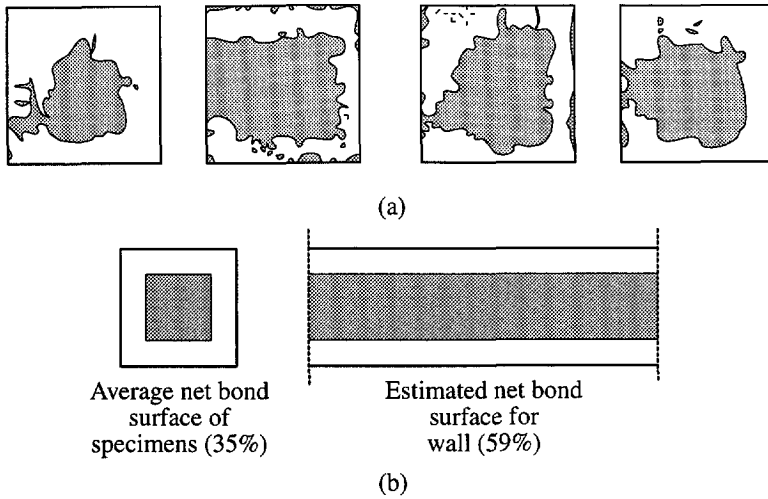 (a)
Average net bond
surface of
specimens (35%)
Estimated net bond
surface for
wall (59%)
(b)